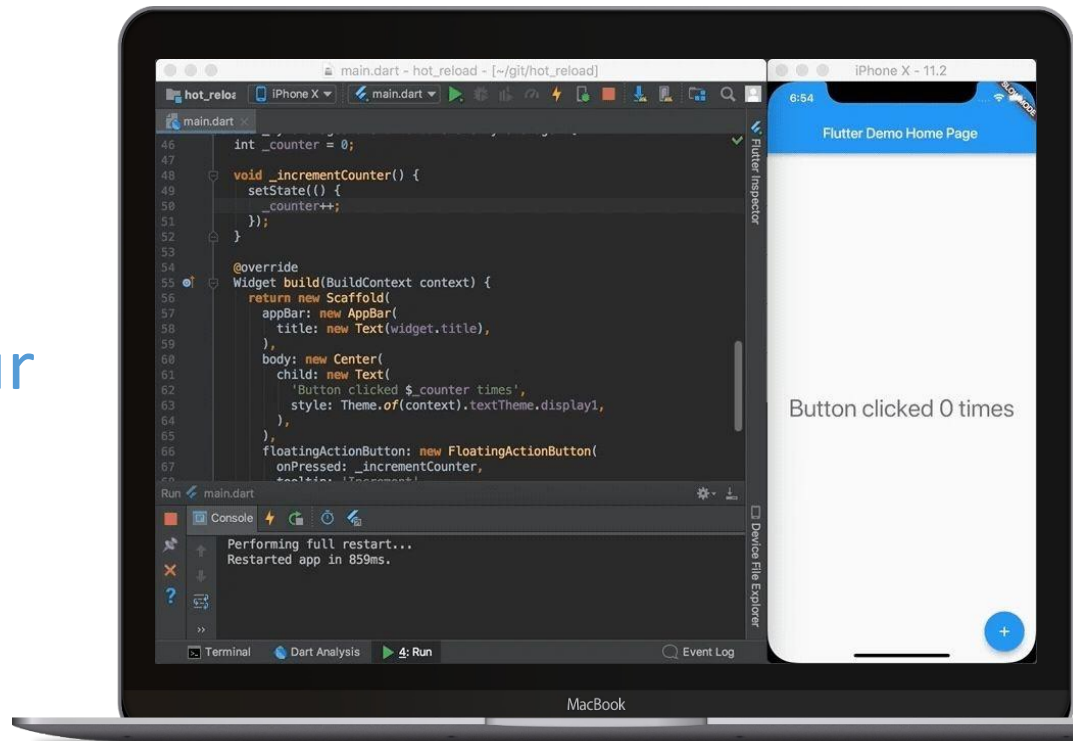 ur
main.dart - hot_reload - [~/git/hot_reload]
hot_reloa
iPhone X
main.dart
main.dart
46 int _counter = 0;
47
48 void _incrementCounter() {
49 setState(() {
50 _counter++;
51 });
52 }
53
54 @override
55 Widget build(BuildContext context) {
56 return new Scaffold(
57 appBar: new AppBar(
58 title: new Text(widget.title),
59 ),
60 body: new Center(
61 child: new Text(
62 'Button clicked $_counter times',
63 style: Theme.of(context).textTheme.display1,
64 ),
65 ),
66 floatingActionButton: new FloatingActionButton(
67 onPressed: _incrementCounter,
Flutter Inspector
Device File Explorer
Run main.dart
Console
Performing full restart...
Restarted app in 859ms.
?
>>
Terminal
Dart Analysis
4: Run
Event Log
iPhone X - 11.2
6:54
SLOW MODE
Flutter Demo Home Page
Button clicked 0 times
+
MacBook